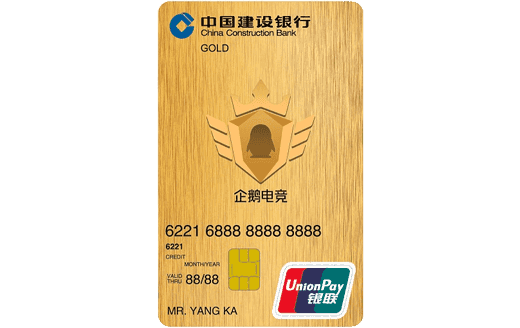 中国建设银行
China Construction Bank
GOLD
企鹅电竞
6221 6888 8888 8888
6221
CREDIT
MONTH/YEAR
VALID
THRU
88/88
MR. YANG KA
UnionPay
银联